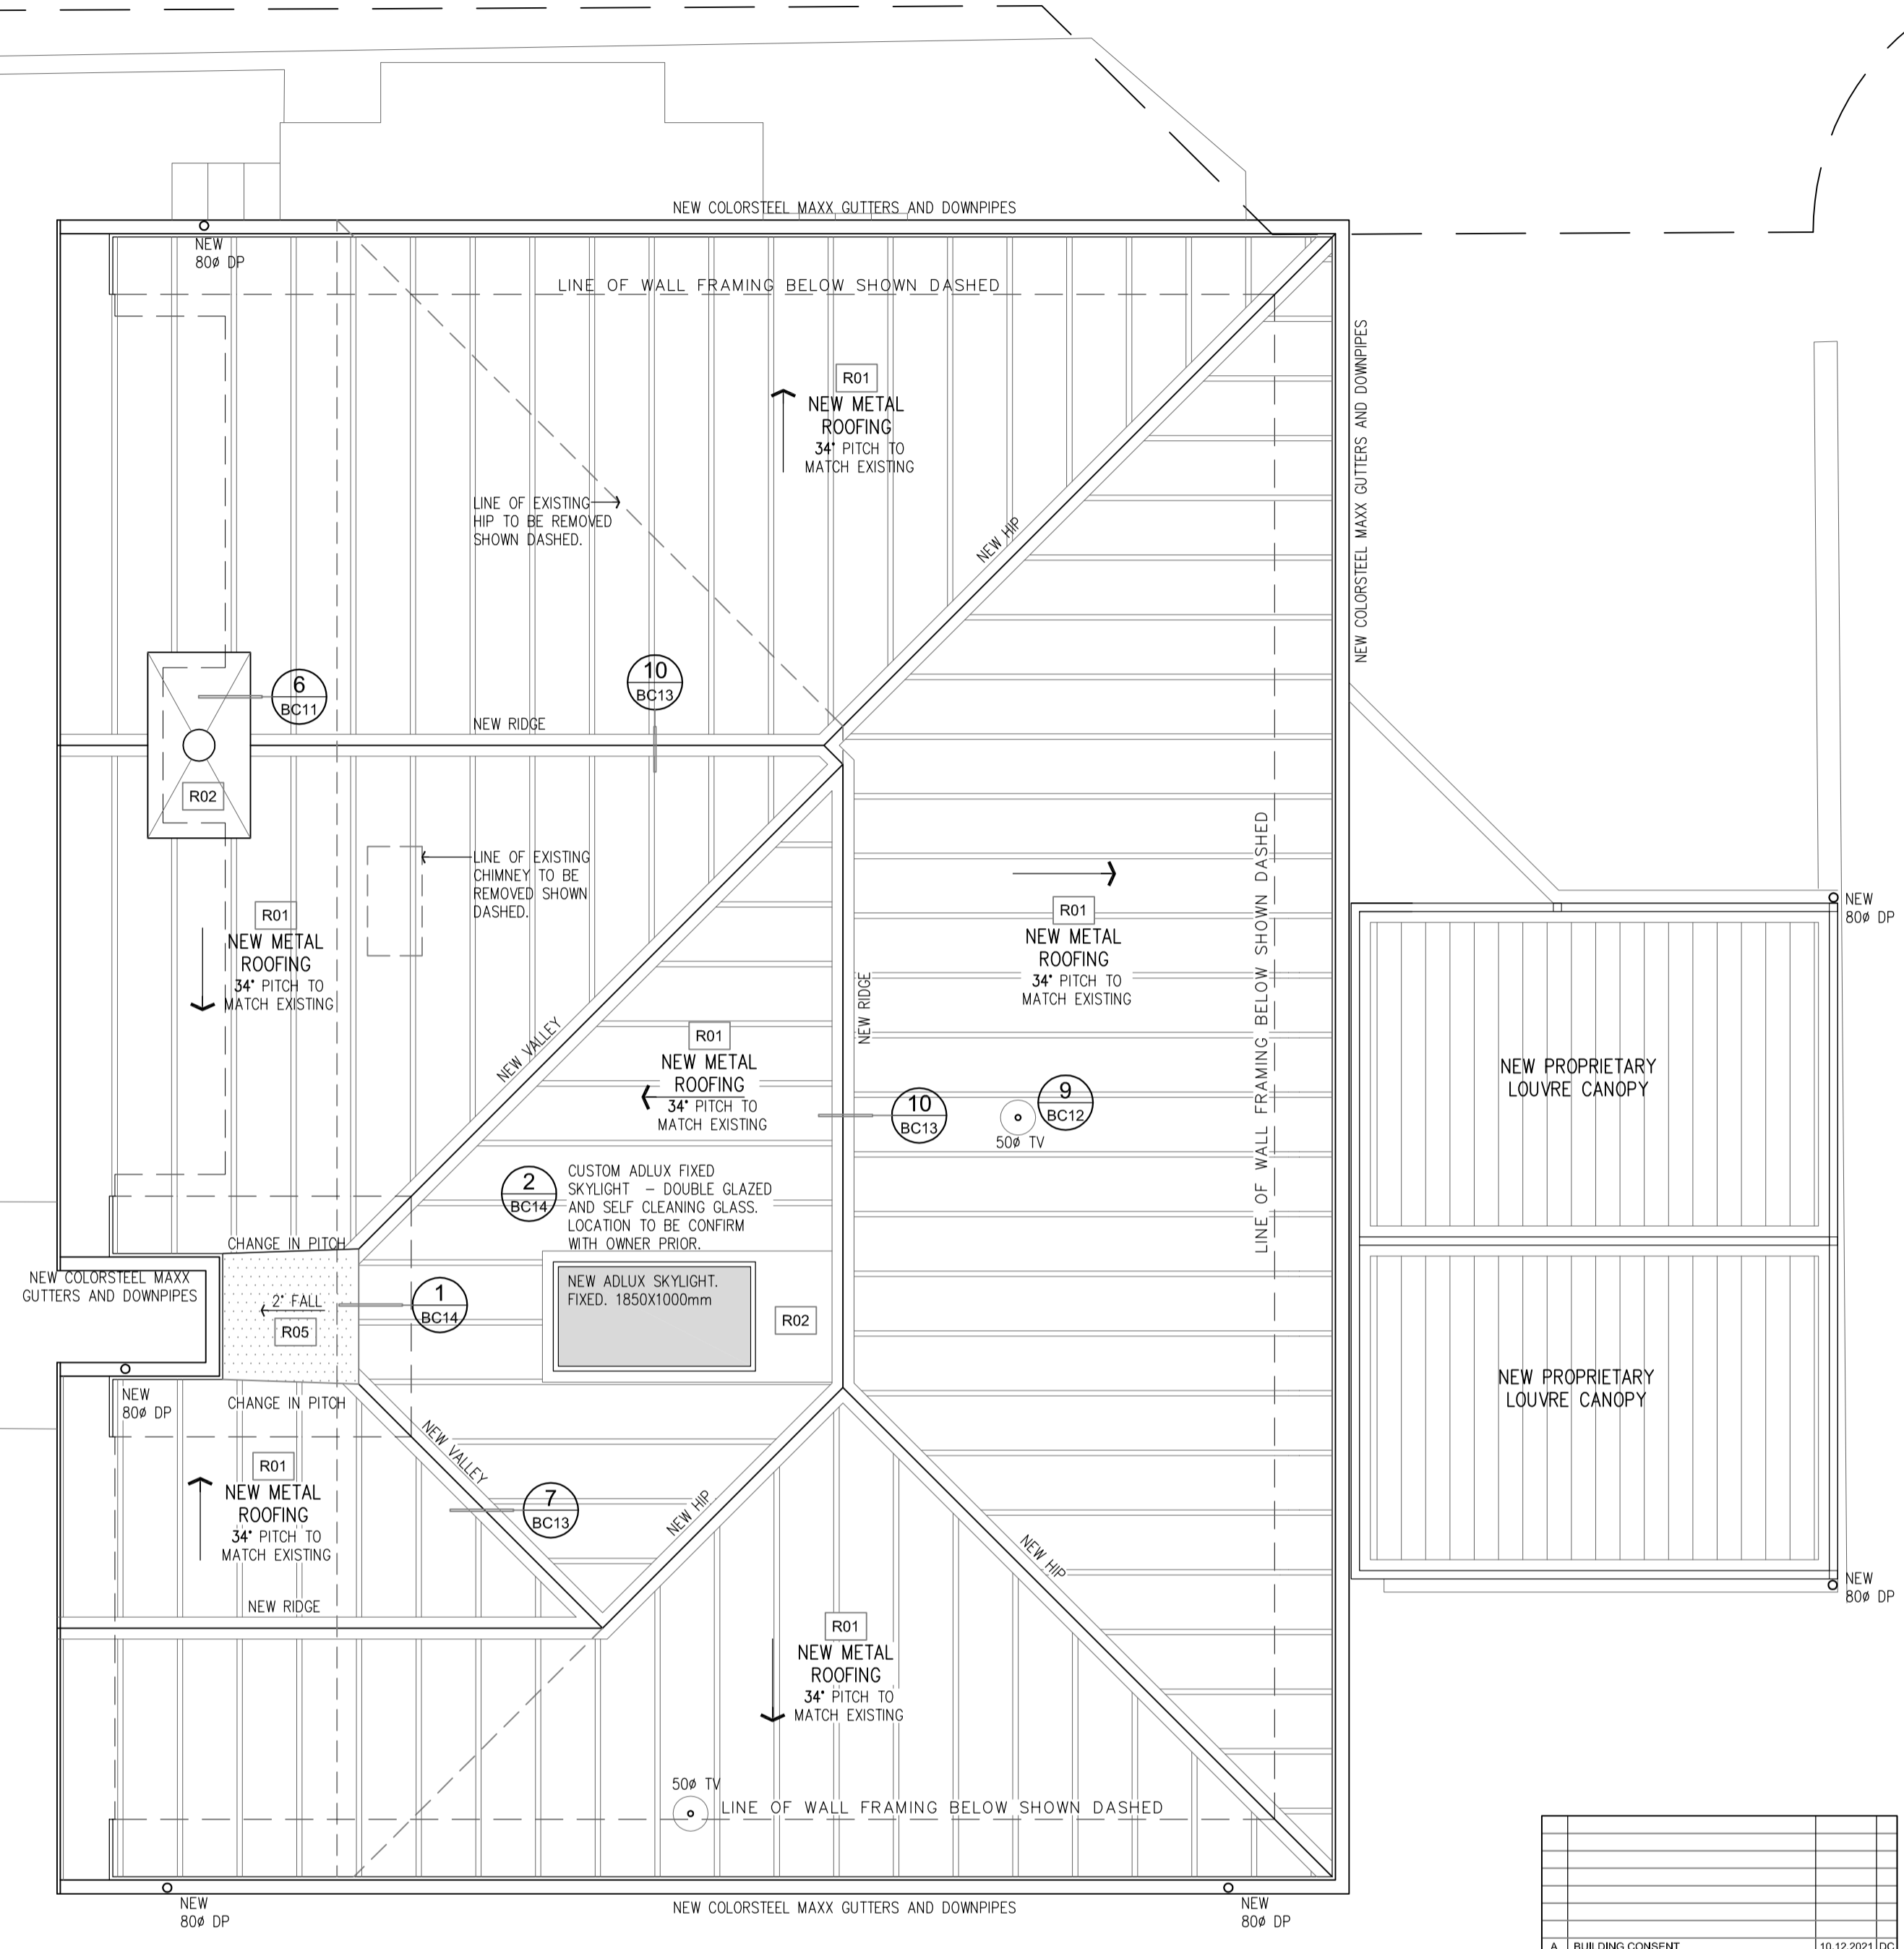 NEW COLORSTEEL MAXX GUTTERS AND DOWNPIPES
NEW
80ø DP
LINE OF WALL FRAMING BELOW SHOWN DASHED
R01
NEW METAL
ROOFING
34° PITCH TO
MATCH EXISTING
NEW COLORSTEEL MAXX GUTTERS AND DOWNPIPES
LINE OF EXISTING
HIP TO BE REMOVED
SHOWN DASHED.
NEW HIP
6
BC11
10
BC13
NEW RIDGE
R02
LINE OF EXISTING
CHIMNEY TO BE
REMOVED SHOWN
DASHED.
R01
NEW METAL
ROOFING
34° PITCH TO
MATCH EXISTING
R01
NEW METAL
ROOFING
34° PITCH TO
MATCH EXISTING
LINE OF WALL FRAMING BELOW SHOWN DASHED
NEW
80ø DP
NEW RIDGE
NEW VALLEY
R01
NEW METAL
ROOFING
34° PITCH TO
MATCH EXISTING
10
BC13
9
BC12
50ø TV
NEW PROPRIETARY
LOUVRE CANOPY
2
BC14
CUSTOM ADLUX FIXED
SKYLIGHT - DOUBLE GLAZED
AND SELF CLEANING GLASS.
LOCATION TO BE CONFIRM
WITH OWNER PRIOR.
CHANGE IN PITCH
NEW COLORSTEEL MAXX
GUTTERS AND DOWNPIPES
2° FALL
R05
1
BC14
NEW ADLUX SKYLIGHT.
FIXED. 1850X1000mm
R02
NEW
80ø DP
CHANGE IN PITCH
NEW PROPRIETARY
LOUVRE CANOPY
R01
NEW METAL
ROOFING
34° PITCH TO
MATCH EXISTING
NEW VALLEY
7
BC13
NEW HIP
NEW HIP
NEW
80ø DP
NEW RIDGE
R01
NEW METAL
ROOFING
34° PITCH TO
MATCH EXISTING
50ø TV
LINE OF WALL FRAMING BELOW SHOWN DASHED
NEW
80ø DP
NEW COLORSTEEL MAXX GUTTERS AND DOWNPIPES
NEW
80ø DP
A BUILDING CONSENT 10.12.2021 DC